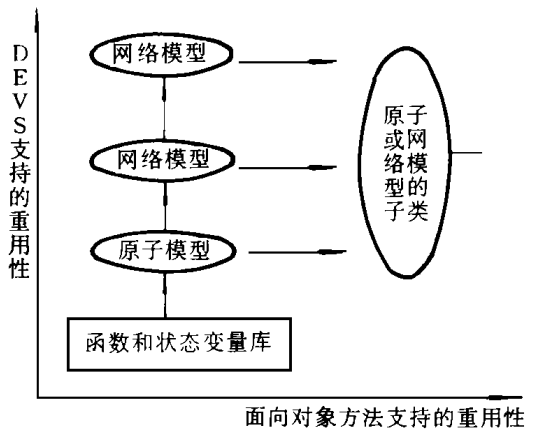 DEVS支持的重用性
网络模型
网络模型
原子模型
函数和状态变量库
原子
或网
络模
型的
子类
面向对象方法支持的重用性